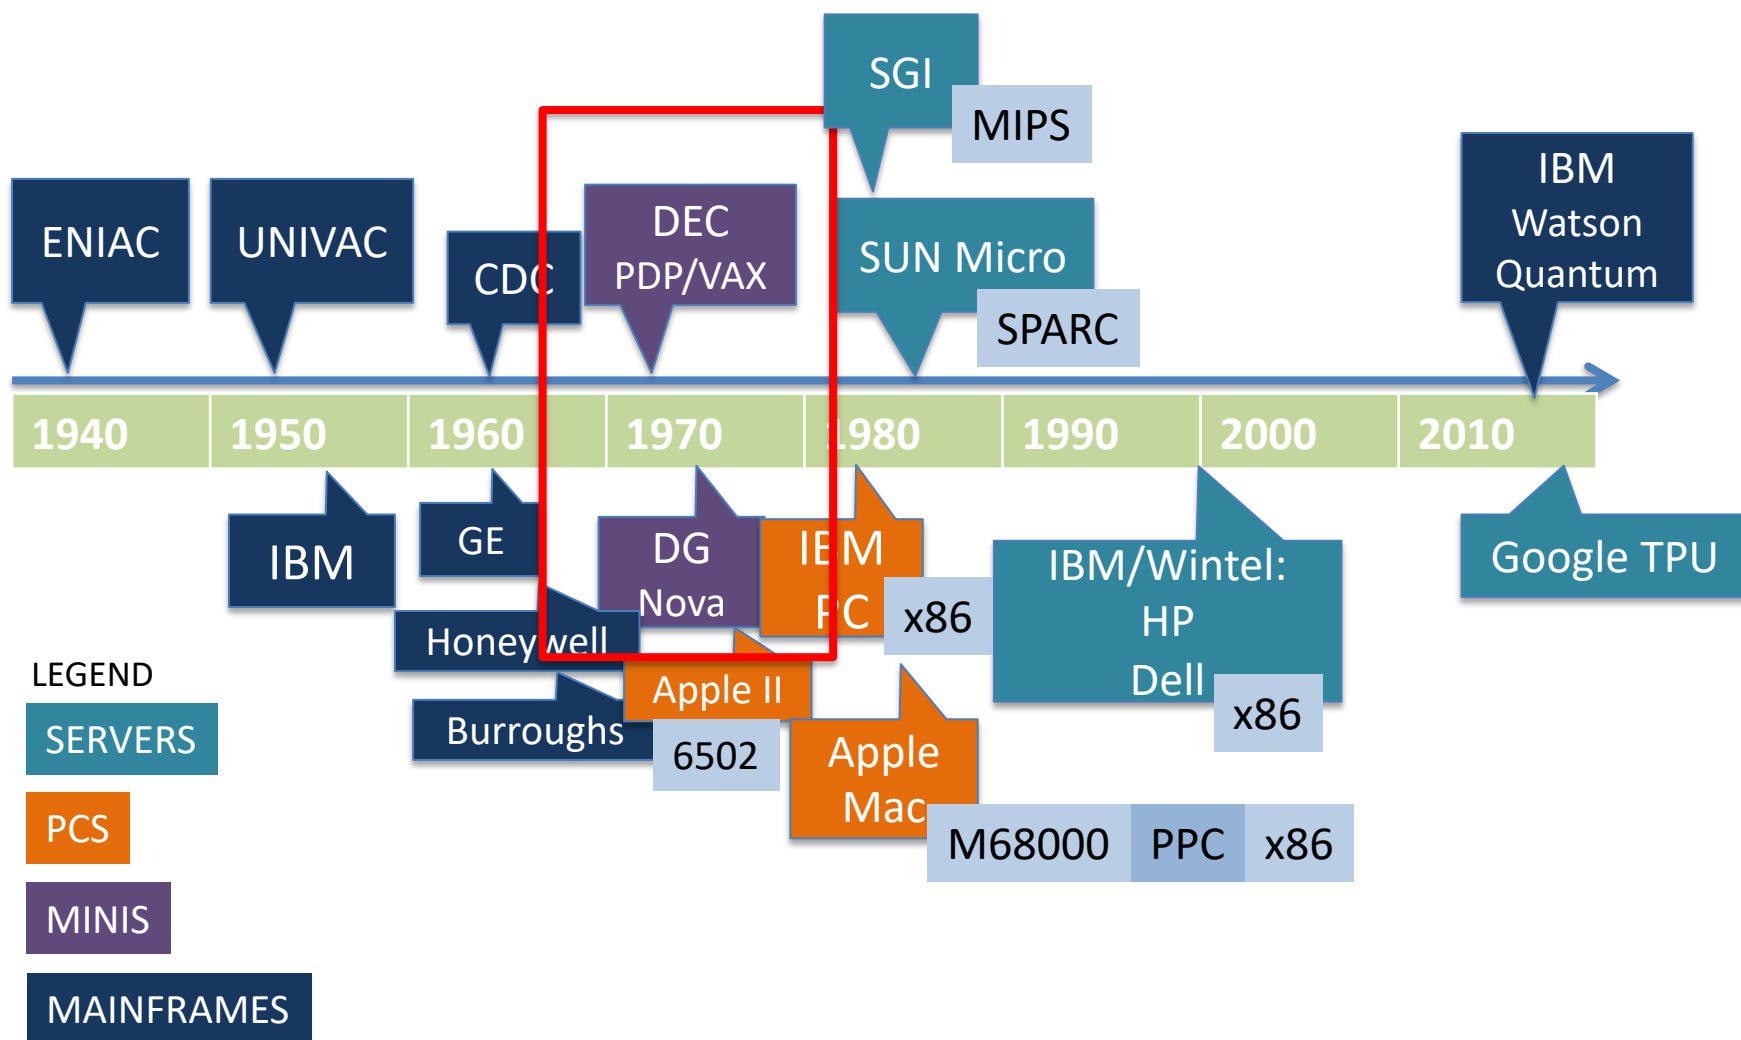 SGI
MIPS
ENIAC
UNIVAC
CDC
DEC
PDP/VAX
SUN Micro
SPARC
IBM
Watson
Quantum
1940
1950
1960
1970
1980
1990
2000
2010
IBM
GE
Honeywell
Burroughs
DG
Nova
Apple II
6502
IBM
PC
x86
Apple
Mac
M68000
PPC
x86
IBM/Wintel:
HP
Dell
x86
Google TPU
LEGEND
SERVERS
PCS
MINIS
MAINFRAMES